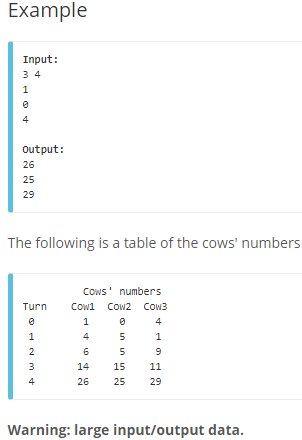 Example
Input:
3 4
1
0
4
Output:
26
25
29
The following is a table of the cows' numbers
Cows' numbers
Turn Cow1 Cow2 Cow3
0 1 0 4
1 4 5 1
2 6 5 9
3 14 15 11
4 26 25 29
Warning: large input/output data.